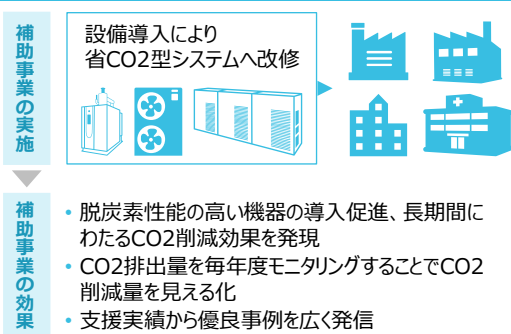 補助事業の実施
設備導入により
省CO2型システムへ改修
補助事業の効果
• 脱炭素性能の高い機器の導入促進、長期間に
わたるCO2削減効果を発現
• CO2排出量を毎年度モニタリングすることでCO2
削減量を見える化
• 支援実績から優良事例を広く発信